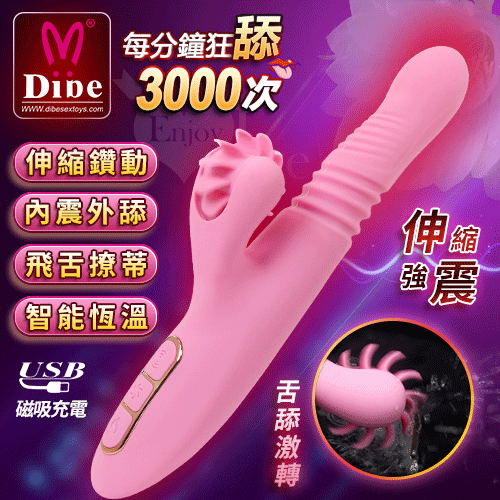 Dibe
WWW.dibesextoys.com
每分鐘狂舔
3000次
Enjoy
伸縮鑽動
內震外舔
飛舌撩蒂
智能恆溫
伸縮
強震
USB
磁吸充電
舌舔激轉